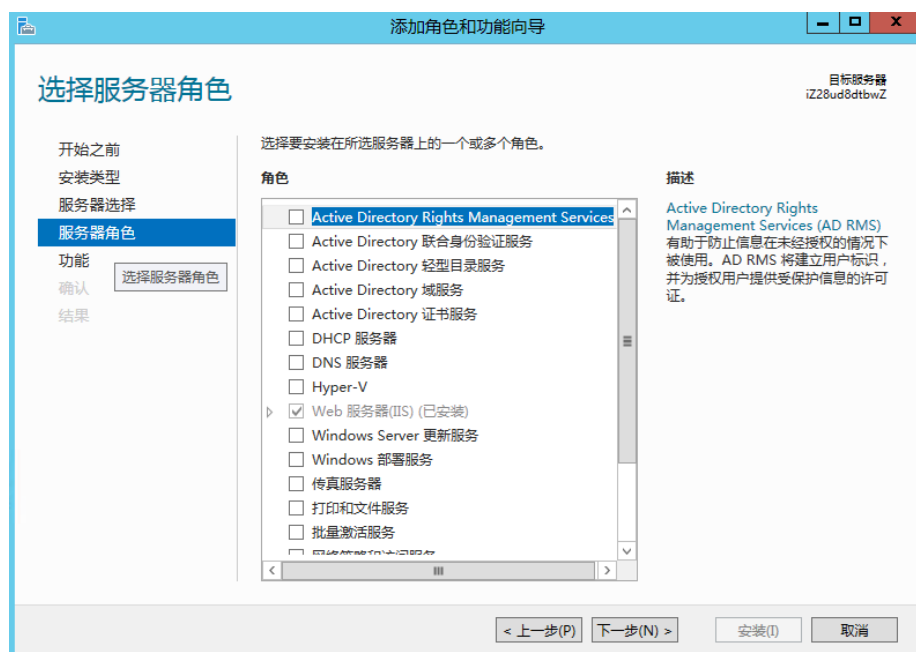 添加角色和功能向导
选择服务器角色
目标服务器
iZ28ud8dtbwZ
开始之前
安装类型
服务器选择
服务器角色
功能
确认
结果
选择服务器角色
选择要安装在所选服务器上的一个或多个角色。
角色
Active Directory Rights Management Services
Active Directory 联合身份验证服务
Active Directory 轻型目录服务
Active Directory 域服务
Active Directory 证书服务
DHCP 服务器
DNS 服务器
Hyper-V
Web 服务器(IIS) (已安装)
Windows Server 更新服务
Windows 部署服务
传真服务器
打印和文件服务
批量激活服务
网络策略和访问服务
描述
Active Directory Rights
Management Services (AD RMS)
有助于防止信息在未经授权的情况下
被使用。AD RMS 将建立用户标识，
并为授权用户提供受保护信息的许可
证。
< 上一步(P)
下一步(N) >
安装(I)
取消